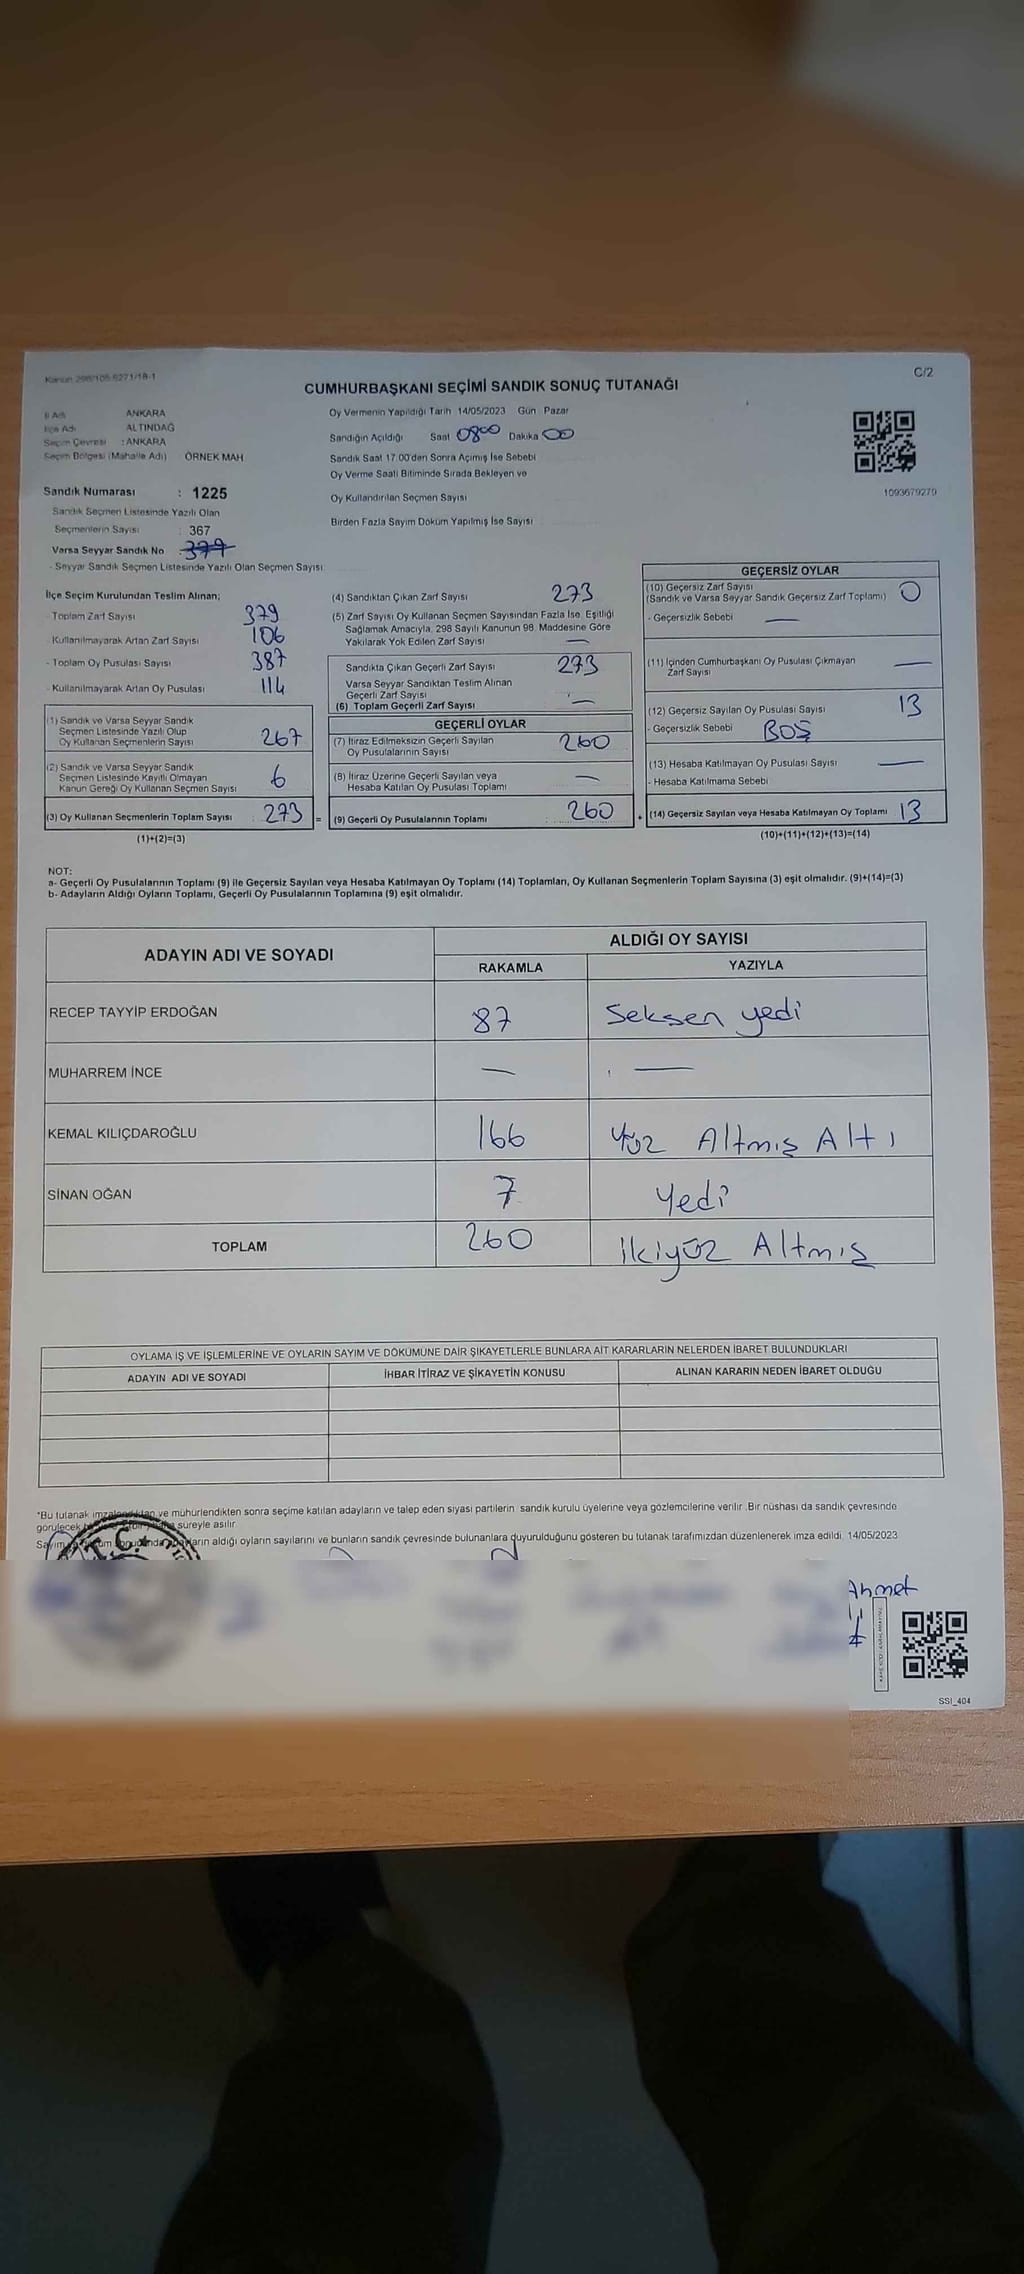 Kanun 298/105 6271/18-1
C/2
CUMHURBAŞKANI SEÇİMİ SANDIK SONUÇ TUTANAĞI
İl Adı ANKARA
İlçe Adı ALTINDAĞ
Seçim Çevresi : ANKARA
Seçim Bölgesi (Mahalle Adı) ÖRNEK MAH
Sandık Numarası : 1225
Sandık Seçmen Listesinde Yazılı Olan
Seçmenlerin Sayısı : 367
Varsa Seyyar Sandık No
- Seyyar Sandık Seçmen Listesinde Yazılı Olan Seçmen Sayısı
Oy Vermenin Yapıldığı Tarih 14/05/2023 Gün Pazar
Sandığın Açıldığı Saat 0800 Dakika 00
Sandık Saat 17.00'den Sonra Açımış İse Sebebi
Oy Verme Saati Bitiminde Sırada Bekleyen ve
Oy Kullandırılan Seçmen Sayısı
Birden Fazla Sayım Döküm Yapılmış İse Sayısı
1093679270
İlçe Seçim Kurulundan Teslim Alınan;
- Toplam Zarf Sayısı 379
- Kullanılmayarak Artan Zarf Sayısı 106
- Toplam Oy Pusulası Sayısı 387
- Kullanılmayarak Artan Oy Pusulası 114
(1) Sandık ve Varsa Seyyar Sandık
Seçmen Listesinde Yazılı Olup
Oy Kullanan Seçmenlerin Sayısı 267
(2) Sandık ve Varsa Seyyar Sandık
Seçmen Listesinde Kayıtlı Olmayan
Kanun Gereği Oy Kullanan Seçmen Sayısı 6
(3) Oy Kullanan Seçmenlerin Toplam Sayısı : 273 =
(1)+(2)=(3)
(4) Sandıktan Çıkan Zarf Sayısı 273
(5) Zarf Sayısı Oy Kullanan Seçmen Sayısından Fazla İse, Eşitliği
Sağlamak Amacıyla, 298 Sayılı Kanunun 98. Maddesine Göre
Yakılarak Yok Edilen Zarf Sayısı —
Sandıkta Çıkan Geçerli Zarf Sayısı 273
Varsa Seyyar Sandıktan Teslim Alınan
Geçerli Zarf Sayısı
(6) Toplam Geçerli Zarf Sayısı —
GEÇERLİ OYLAR
(7) İtiraz Edilmeksizin Geçerli Sayılan
Oy Pusulalarının Sayısı 260
(8) İtiraz Üzerine Geçerli Sayılan veya
Hesaba Katılan Oy Pusulası Toplamı —
(9) Geçerli Oy Pusulalarının Toplamı 260 +
GEÇERSİZ OYLAR
(10) Geçersiz Zarf Sayısı
(Sandık ve Varsa Seyyar Sandık Geçersiz Zarf Toplamı) 0
- Geçersizlik Sebebi —
(11) İçinden Cumhurbaşkanı Oy Pusulası Çıkmayan
Zarf Sayısı —
(12) Geçersiz Sayılan Oy Pusulası Sayısı 13
- Geçersizlik Sebebi BOŞ
(13) Hesaba Katılmayan Oy Pusulası Sayısı —
- Hesaba Katılmama Sebebi
(14) Geçersiz Sayılan veya Hesaba Katılmayan Oy Toplamı 13
(10)+(11)+(12)+(13)=(14)
NOT:
a- Geçerli Oy Pusulalarının Toplamı (9) ile Geçersiz Sayılan veya Hesaba Katılmayan Oy Toplamı (14) Toplamları, Oy Kullanan Seçmenlerin Toplam Sayısına (3) eşit olmalıdır. (9)+(14)=(3)
b- Adayların Aldığı Oyların Toplamı, Geçerli Oy Pusulalarının Toplamına (9) eşit olmalıdır.
ADAYIN ADI VE SOYADI ALDIĞI OY SAYISI
RAKAMLA YAZIYLA
RECEP TAYYİP ERDOĞAN 87 Seksen yedi
MUHARREM İNCE — —
KEMAL KILIÇDAROĞLU 166 Yüz Altmış Altı
SİNAN OĞAN 7 Yedi
TOPLAM 260 İkiyüz Altmış
OYLAMA İŞ VE İŞLEMLERİNE VE OYLARIN SAYIM VE DÖKÜMÜNE DAİR ŞİKAYETLERLE BUNLARA AİT KARARLARIN NELERDEN İBARET BULUNDUKLARI
ADAYIN ADI VE SOYADI İHBAR İTİRAZ VE ŞİKAYETİN KONUSU ALINAN KARARIN NEDEN İBARET OLDUĞU
"Bu tutanak imzalandıktan ve mühürlendikten sonra seçime katılan adayların ve talep eden siyasi partilerin sandık kurulu üyelerine veya gözlemcilerine verilir. Bir nüshası da sandık çevresinde
görülecek süreyle asılır
Sayım aldığı oyların sayılarını ve bunların sandık çevresinde bulunanlara duyurulduğunu gösteren bu tutanak tarafımızdan düzenlenerek imza edildi. 14/05/2023
Ahmet
SSI_404